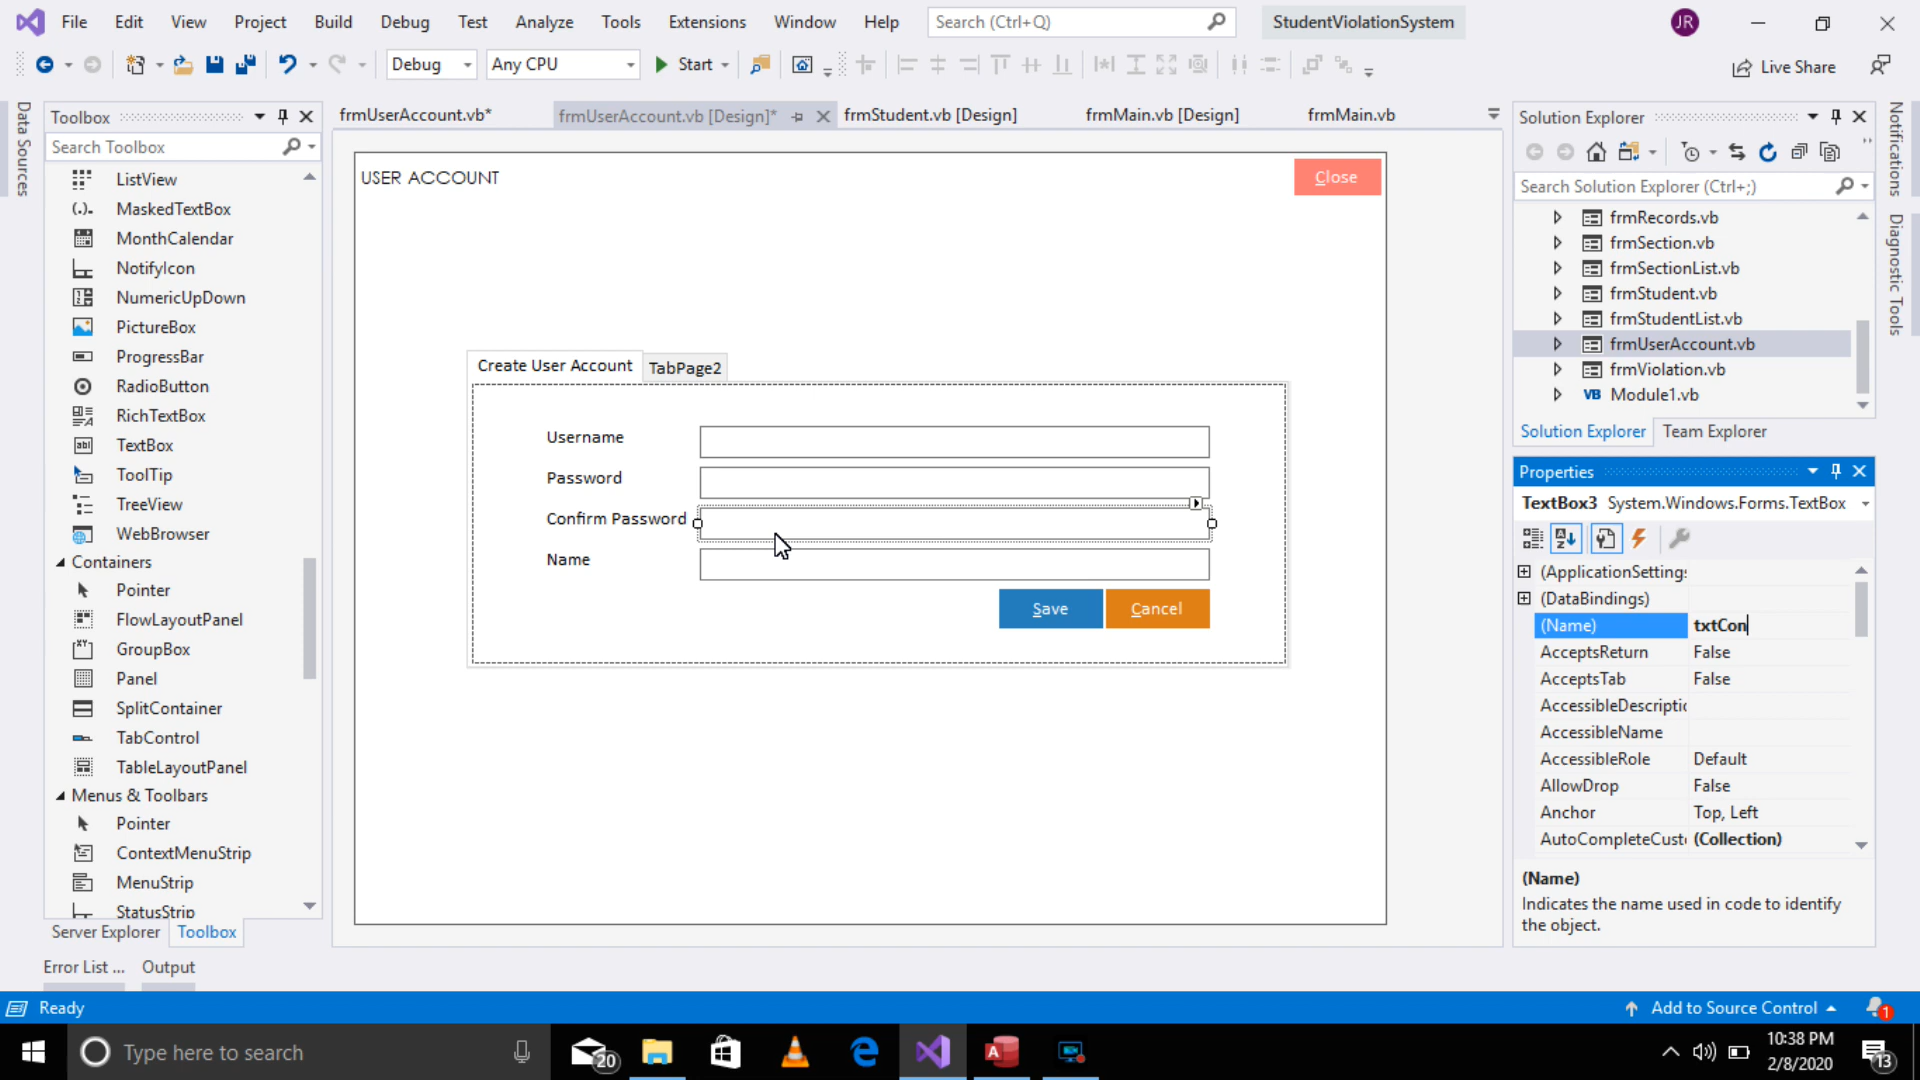 File Edit View Project Build Debug Test Analyze Tools Extensions Window Help Search (Ctrl+Q) StudentViolationSystem JR
Debug Any CPU Start Live Share
Data Sources
Toolbox
Search Toolbox
ListView
MaskedTextBox
MonthCalendar
NotifyIcon
NumericUpDown
PictureBox
ProgressBar
RadioButton
RichTextBox
TextBox
ToolTip
TreeView
WebBrowser
Containers
Pointer
FlowLayoutPanel
GroupBox
Panel
SplitContainer
TabControl
TableLayoutPanel
Menus & Toolbars
Pointer
ContextMenuStrip
MenuStrip
StatusStrip
Server Explorer Toolbox
Error List ... Output
frmUserAccount.vb* frmUserAccount.vb [Design]* frmStudent.vb [Design] frmMain.vb [Design] frmMain.vb
USER ACCOUNT Close
Create User Account TabPage2
Username
Password
Confirm Password
Name
Save Cancel
Solution Explorer
Search Solution Explorer (Ctrl+;)
frmRecords.vb
frmSection.vb
frmSectionList.vb
frmStudent.vb
frmStudentList.vb
frmUserAccount.vb
frmViolation.vb
VB Module1.vb
Solution Explorer Team Explorer
Properties
TextBox3 System.Windows.Forms.TextBox
(ApplicationSettings
(DataBindings)
(Name) txtCon
AcceptsReturn False
AcceptsTab False
AccessibleDescriptio
AccessibleName
AccessibleRole Default
AllowDrop False
Anchor Top, Left
AutoCompleteCusto (Collection)
(Name)
Indicates the name used in code to identify
the object.
Notifications
Diagnostic Tools
Ready Add to Source Control 1
Type here to search 20 10:38 PM
2/8/2020 13